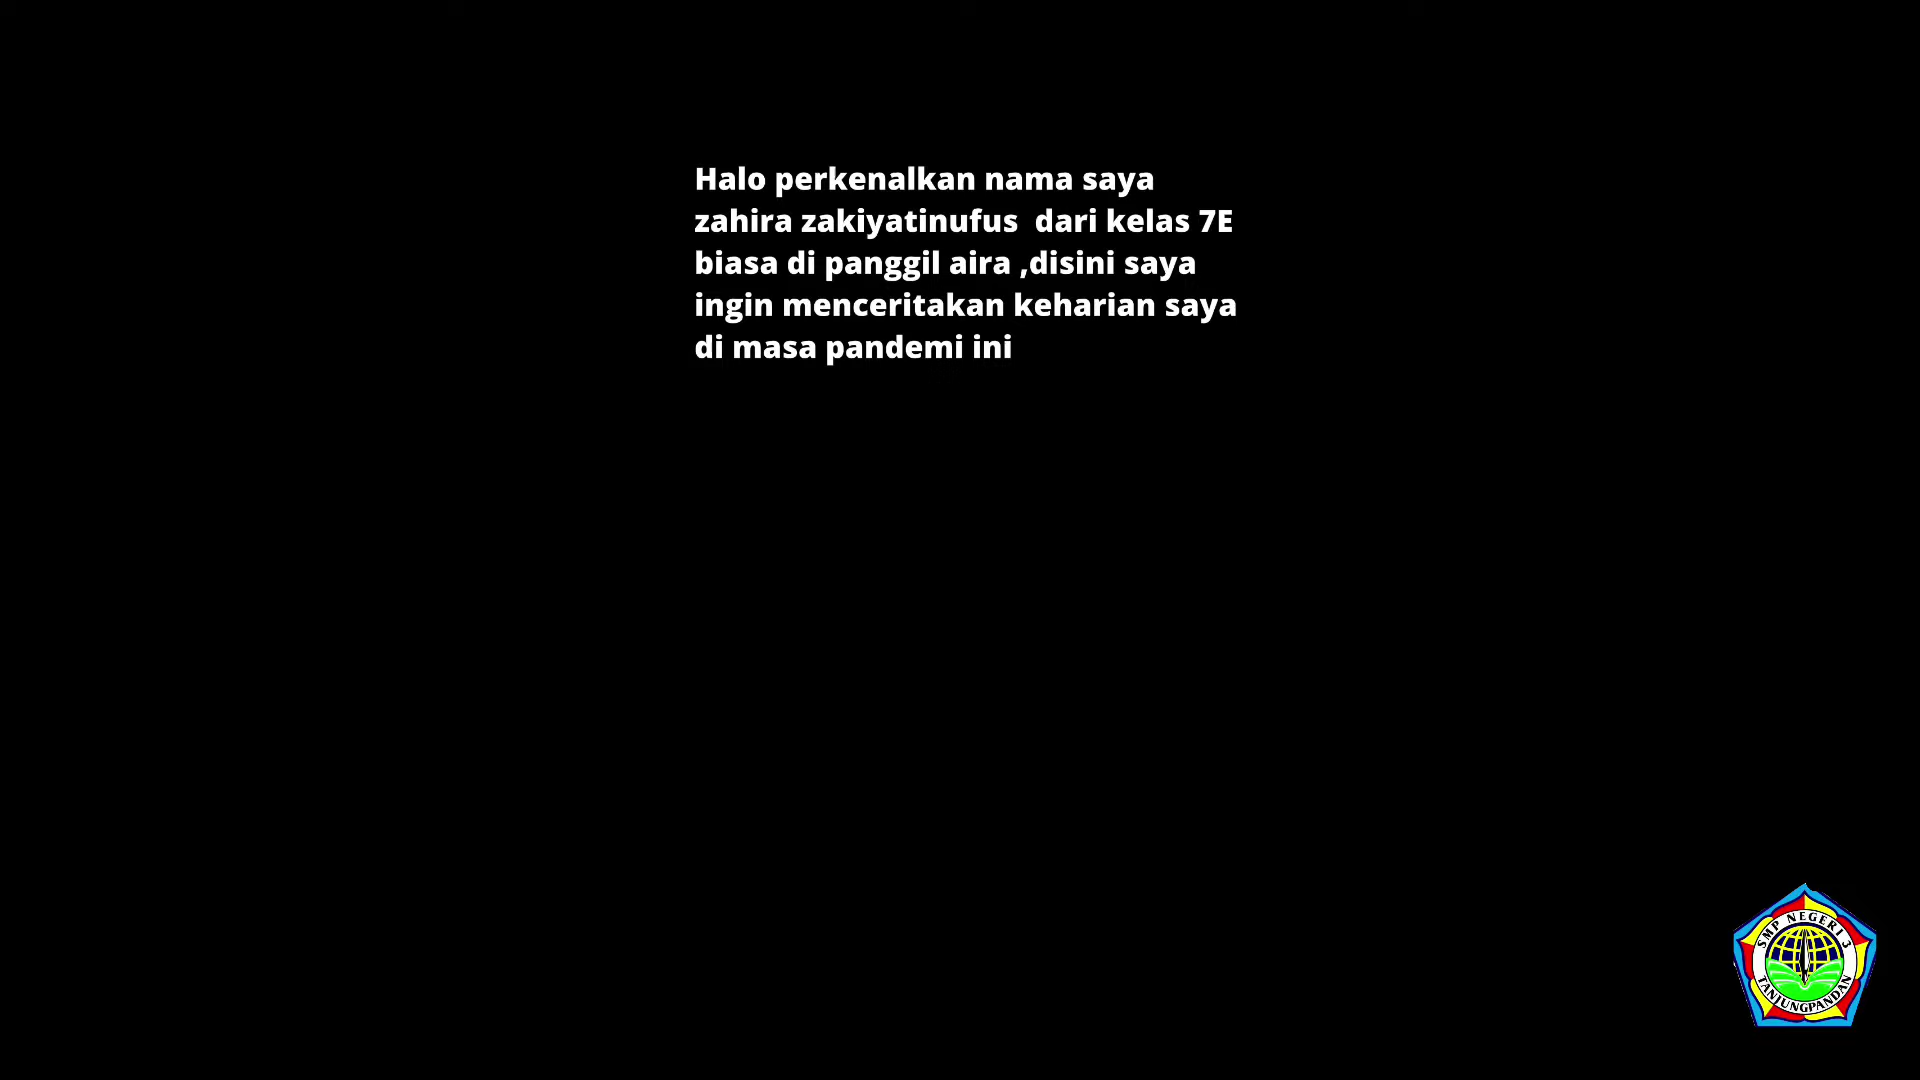 Halo perkenalkan nama saya
zahira zakiyatinufus  dari kelas 7E
biasa di panggil aira ,disini saya
ingin menceritakan keharian saya
di masa pandemi ini
SMP NEGERI 3
TANJUNGPANDAN